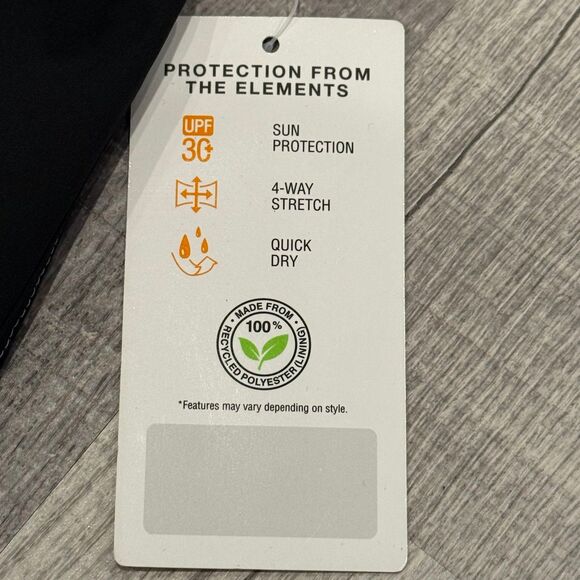 PROTECTION FROM
THE ELEMENTS
UPF
30+
SUN
PROTECTION
4-WAY
STRETCH
QUICK
DRY
• MADE FROM •
100%
RECYCLED POLYESTER (LINING)
*Features may vary depending on style.